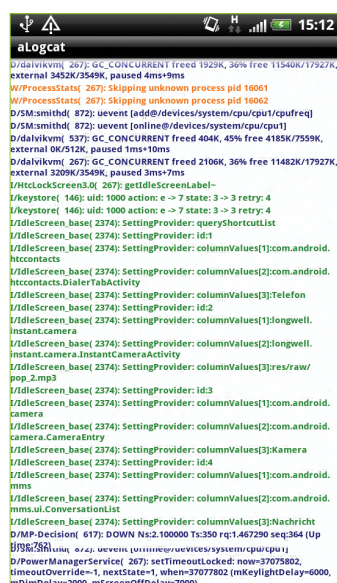 H
15:12
aLogcat
D/dalvikvm( 267): GC_CONCURRENT freed 1929K, 36% free 11540K/17927K,
external 3452K/3549K, paused 4ms+9ms
W/ProcessStats( 267): Skipping unknown process pid 16061
W/ProcessStats( 267): Skipping unknown process pid 16062
D/SM:smithd( 872): uevent [add@/devices/system/cpu/cpu1/cpufreq]
D/SM:smithd( 872): uevent [online@/devices/system/cpu/cpu1]
D/dalvikvm( 537): GC_CONCURRENT freed 404K, 45% free 4185K/7559K,
external 0K/512K, paused 1ms+10ms
D/dalvikvm( 267): GC_CONCURRENT freed 2106K, 36% free 11482K/17927K,
external 3209K/3549K, paused 3ms+7ms
I/HtcLockScreen3.0( 267): getIdleScreenLabel~
I/keystore( 146): uid: 1000 action: e -> 7 state: 3 -> 3 retry: 4
I/keystore( 146): uid: 1000 action: e -> 7 state: 3 -> 3 retry: 4
I/IdleScreen_base( 2374): SettingProvider: queryShortcutList
I/IdleScreen_base( 2374): SettingProvider: id:1
I/IdleScreen_base( 2374): SettingProvider: columnValues[1]:com.android.
htccontacts
I/IdleScreen_base( 2374): SettingProvider: columnValues[2]:com.android.
htccontacts.DialerTabActivity
I/IdleScreen_base( 2374): SettingProvider: columnValues[3]:Telefon
I/IdleScreen_base( 2374): SettingProvider: id:2
I/IdleScreen_base( 2374): SettingProvider: columnValues[1]:longwell.
instant.camera
I/IdleScreen_base( 2374): SettingProvider: columnValues[2]:longwell.
instant.camera.InstantCameraActivity
I/IdleScreen_base( 2374): SettingProvider: columnValues[3]:res/raw/
pop_2.mp3
I/IdleScreen_base( 2374): SettingProvider: id:3
I/IdleScreen_base( 2374): SettingProvider: columnValues[1]:com.android.
camera
I/IdleScreen_base( 2374): SettingProvider: columnValues[2]:com.android.
camera.CameraEntry
I/IdleScreen_base( 2374): SettingProvider: columnValues[3]:Kamera
I/IdleScreen_base( 2374): SettingProvider: id:4
I/IdleScreen_base( 2374): SettingProvider: columnValues[1]:com.android.
mms
I/IdleScreen_base( 2374): SettingProvider: columnValues[2]:com.android.
mms.ui.ConversationList
I/IdleScreen_base( 2374): SettingProvider: columnValues[3]:Nachricht
D/MP-Decision( 617): DOWN Ns:2.100000 Ts:350 rq:1.467290 seq:364 (Up
time:762)
D/SM:smithd( 872): uevent [offline@/devices/system/cpu/cpu1]
D/PowerManagerService( 267): setTimeoutLocked: now=37075802,
timeoutOverride=-1, nextState=1, when=37077802 (mKeylightDelay=6000,
mDimDelay=2000, mScreenOffDelay=7000)